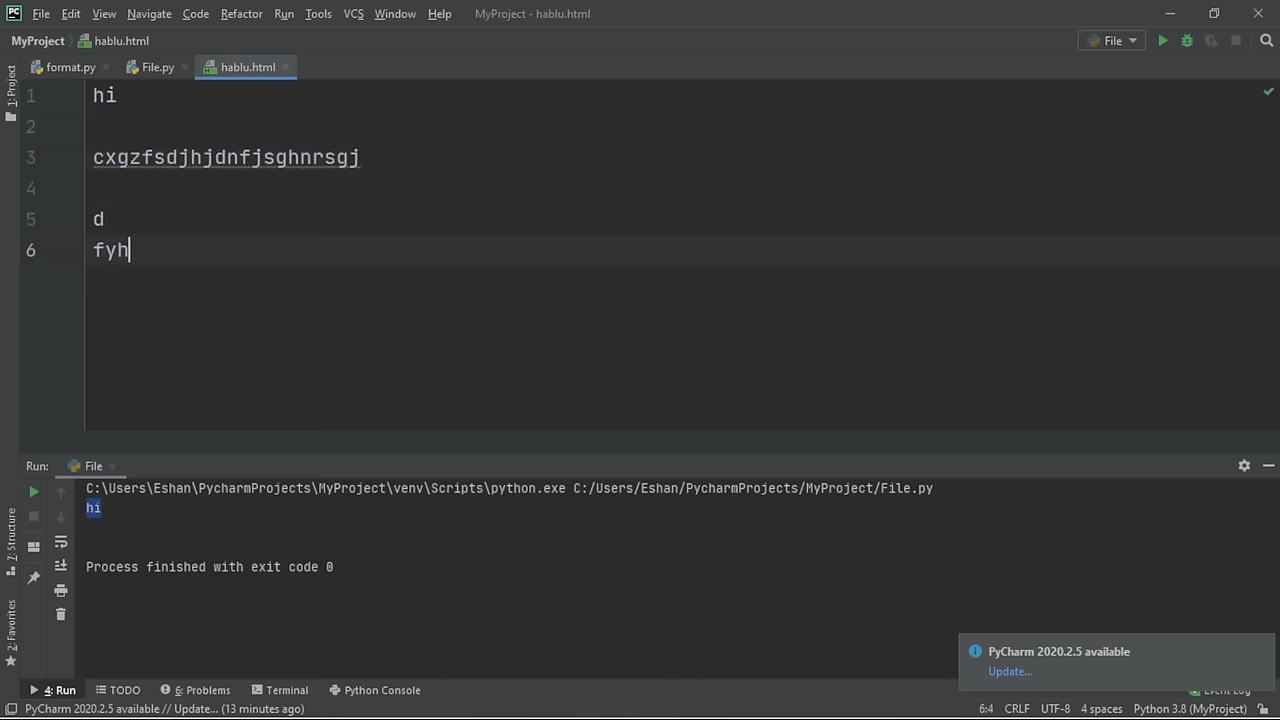 File Edit View Navigate Code Refactor Run Tools VCS Window Help MyProject - hablu.html
MyProject hablu.html File
format.py File.py hablu.html
1: Project
1 hi
2
3 cxgzfsdjhjdnfjsghnrsgj
4
5 d
6 fyh
Run: File
C:\Users\Eshan\PycharmProjects\MyProject\venv\Scripts\python.exe C:/Users/Eshan/PycharmProjects/MyProject/File.py
hi
Process finished with exit code 0
Z: Structure
2: Favorites
PyCharm 2020.2.5 available
Update...
4: Run TODO 6: Problems Terminal Python Console Event Log
PyCharm 2020.2.5 available // Update... (13 minutes ago) 6:4 CRLF UTF-8 4 spaces Python 3.8 (MyProject)